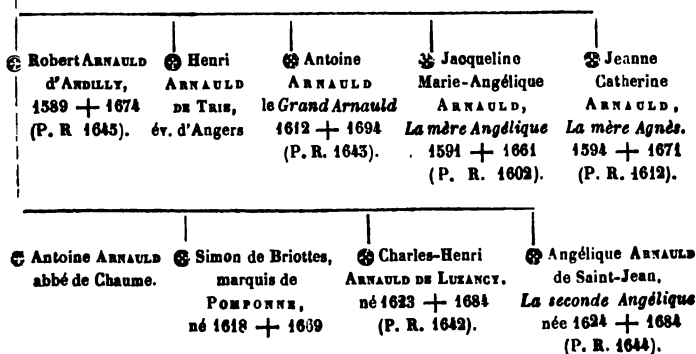 Robert ARNAULD
d'ANDILLY,
1589 + 1674
(P. R 1645).
Henri
ARNAULD
DE TRIE,
év. d'Angers
Antoine
ARNAULD
le Grand Arnauld
1612 + 1694
(P. R. 1643).
Jacqueline
Marie-Angélique
ARNAULD,
La mère Angélique
1591 + 1661
(P. R. 1602).
Jeanne
Catherine
ARNAULD,
La mère Agnès.
1594 + 1671
(P. R. 1612).
Antoine ARNAULD
abbé de Chaume.
Simon de Briottes,
marquis de
POMPONNE,
né 1618 + 1669
Charles-Henri
ARNAULD DE LUZANCY,
né 1623 + 1684
(P. R. 1642).
Angélique ARNAULD
de Saint-Jean,
La seconde Angélique
née 1624 + 1684
(P. R. 1644).